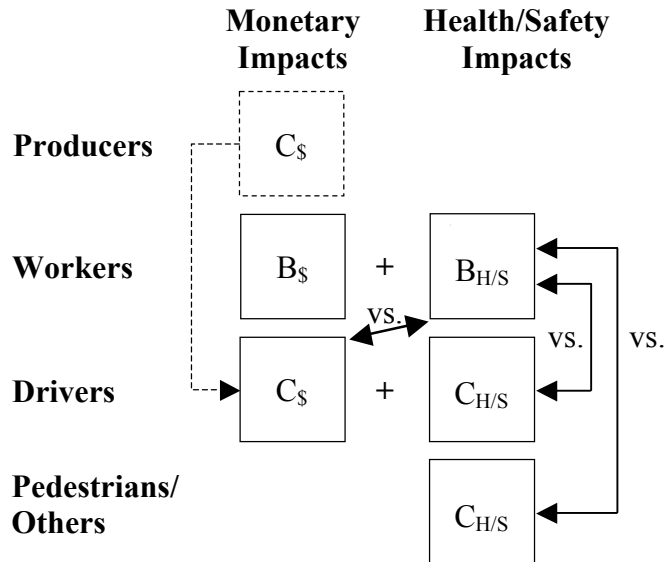 Monetary Impacts
Health/Safety Impacts
Producers
C$
Workers
B$
+
BH/S
vs.
vs.
vs.
Drivers
C$
+
CH/S
Pedestrians/
Others
CH/S